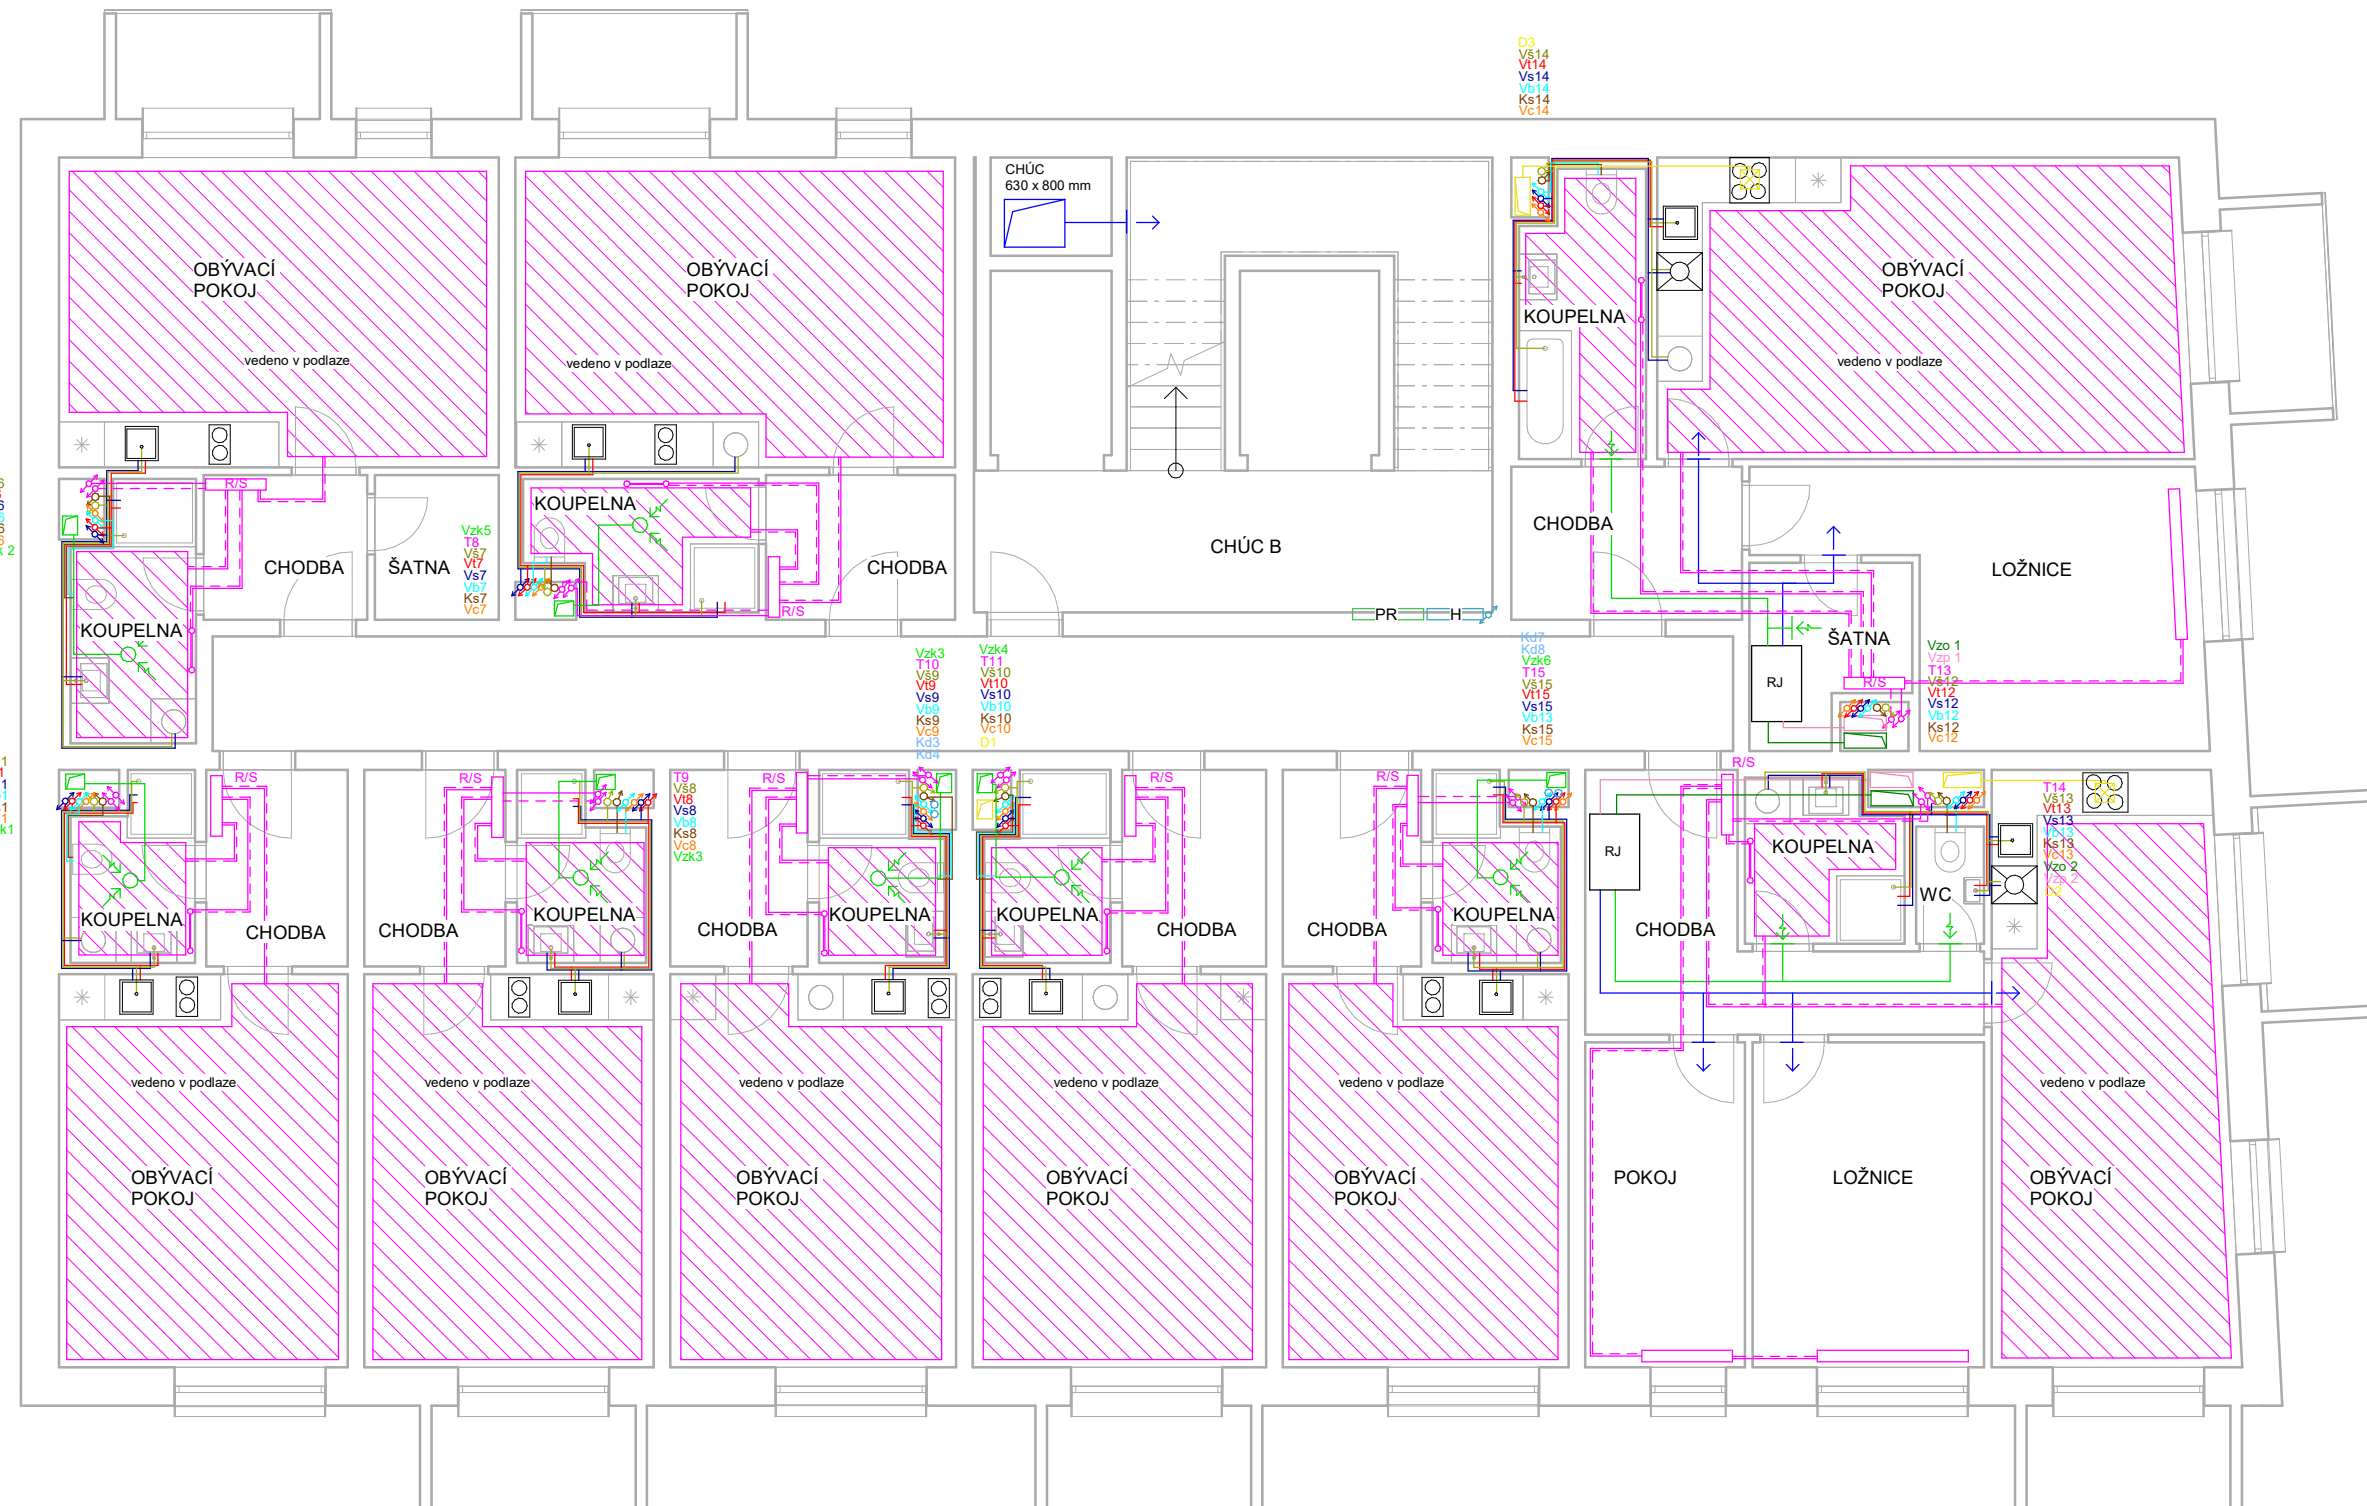 D3
Vš14
Vt14
Vs14
Vb14
Ks14
Vc14
CHÚC
630 x 800 mm
OBÝVACÍ
POKOJ
vedeno v podlaze
OBÝVACÍ
POKOJ
vedeno v podlaze
KOUPELNA
OBÝVACÍ
POKOJ
vedeno v podlaze
R/S
KOUPELNA
CHODBA
ŠATNA
Vzk5
T8
Vš7
Vt7
Vs7
Vb7
Ks7
Vc7
KOUPELNA
CHODBA
R/S
CHÚC B
PR
H
CHODBA
LOŽNICE
ŠATNA
RJ
R/S
Vzo 1
Vzp 1
T13
Vš12
Vt12
Vs12
Vb12
Ks12
Vc12
Vzk3
T10
Vš9
Vt9
Vs9
Vb9
Ks9
Vc9
Kd3
Kd4
Vzk4
T11
Vš10
Vt10
Vs10
Vb10
Ks10
Vc10
D1
Kd7
Kd8
Vzk6
T15
Vš15
Vt15
Vs15
Vb13
Ks15
Vc15
R/S
KOUPELNA
CHODBA
R/S
CHODBA
KOUPELNA
T9
Vš8
Vt8
Vs8
Vb8
Ks8
Vc8
Vzk3
R/S
CHODBA
KOUPELNA
R/S
KOUPELNA
CHODBA
R/S
CHODBA
KOUPELNA
R/S
RJ
CHODBA
KOUPELNA
WC
T14
Vš13
Vt13
Vs13
Vb13
Ks13
Vc13
Vzo 2
Vzp 2
D2
vedeno v podlaze
OBÝVACÍ
POKOJ
vedeno v podlaze
OBÝVACÍ
POKOJ
vedeno v podlaze
OBÝVACÍ
POKOJ
vedeno v podlaze
OBÝVACÍ
POKOJ
vedeno v podlaze
OBÝVACÍ
POKOJ
POKOJ
LOŽNICE
vedeno v podlaze
OBÝVACÍ
POKOJ